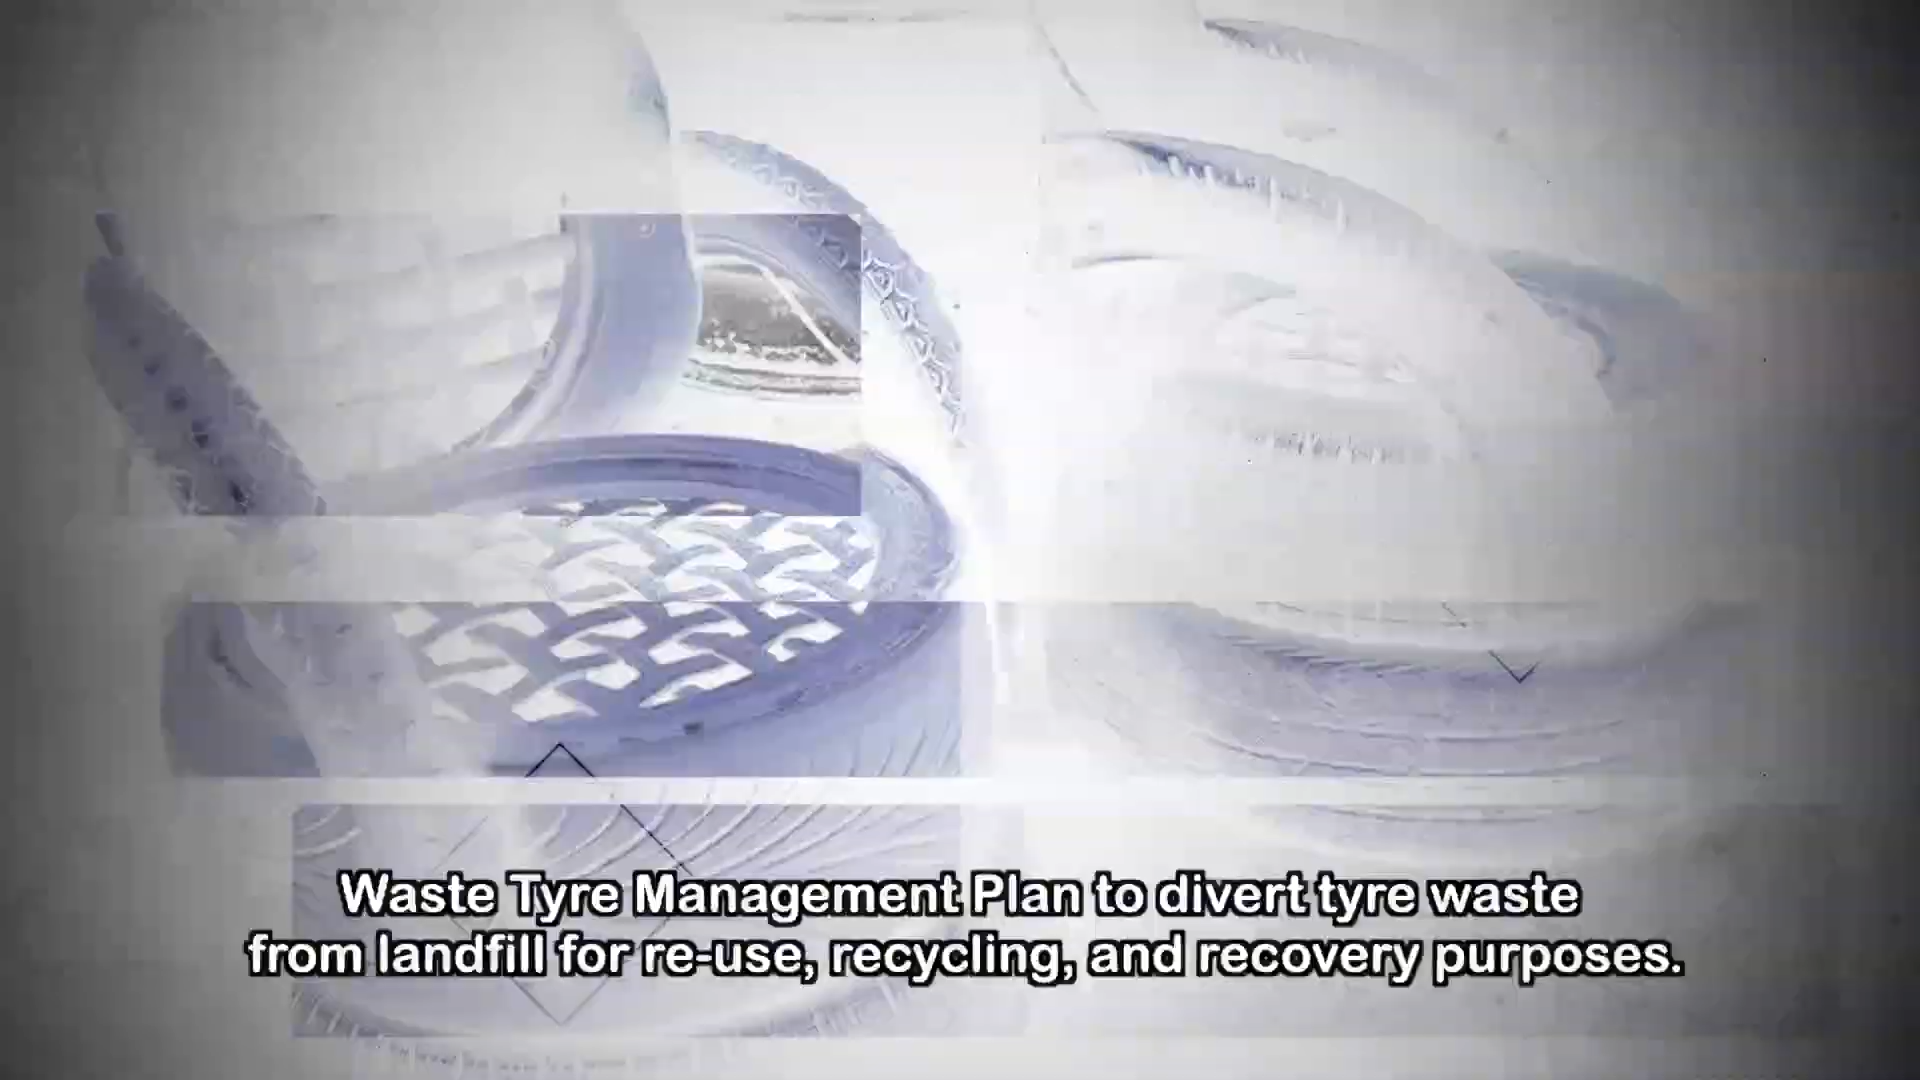 Waste Tyre Management Plan to divert tyre waste
from landfill for re-use, recycling, and recovery purposes.